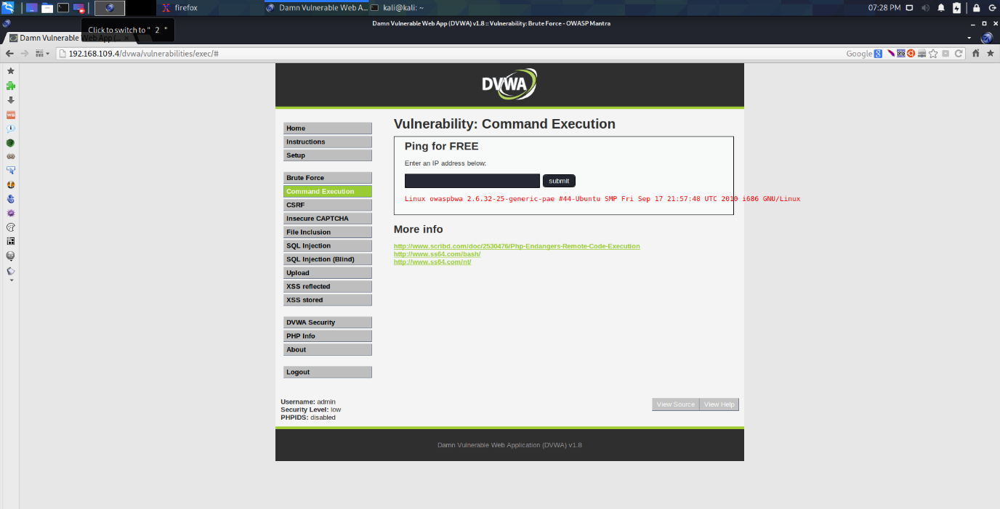 firefox
Damn Vulnerable Web A...
kali@kali: ~
07:28 PM
Click to switch to " 2 "
Damn Vulnerable Web App (DVWA) v1.8 :: Vulnerability: Brute Force - OWASP Mantra
Damn Vulnerable Web App (...
192.168.109.4/dvwa/vulnerabilities/exec/#
Google
WB
DVWA
Home
Instructions
Setup
Brute Force
Command Execution
CSRF
Insecure CAPTCHA
File Inclusion
SQL Injection
SQL Injection (Blind)
Upload
XSS reflected
XSS stored
DVWA Security
PHP Info
About
Logout
Vulnerability: Command Execution
Ping for FREE
Enter an IP address below:
submit
Linux owaspbwa 2.6.32-25-generic-pae #44-Ubuntu SMP Fri Sep 17 21:57:48 UTC 2010 i686 GNU/Linux
More info
http://www.scribd.com/doc/2530476/Php-Endangers-Remote-Code-Execution
http://www.ss64.com/bash/
http://www.ss64.com/nt/
Username: admin
Security Level: low
PHPIDS: disabled
View Source
View Help
Damn Vulnerable Web Application (DVWA) v1.8